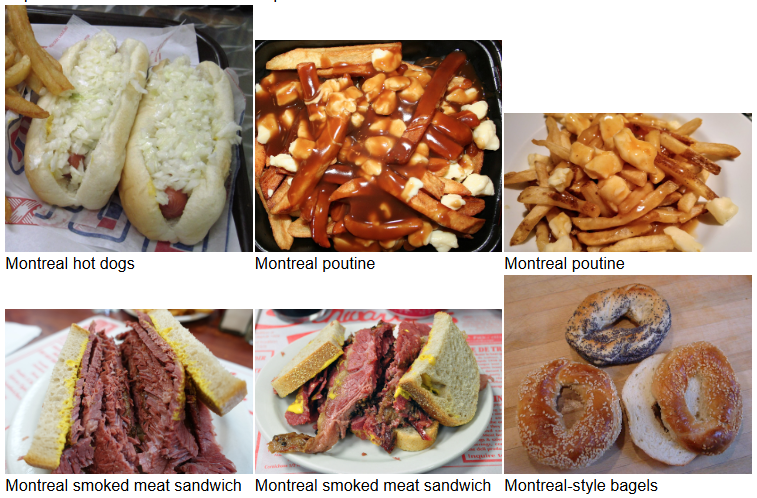 Montreal hot dogs
Montreal poutine
Montreal poutine
Montreal smoked meat sandwich
Montreal smoked meat sandwich
Montreal-style bagels